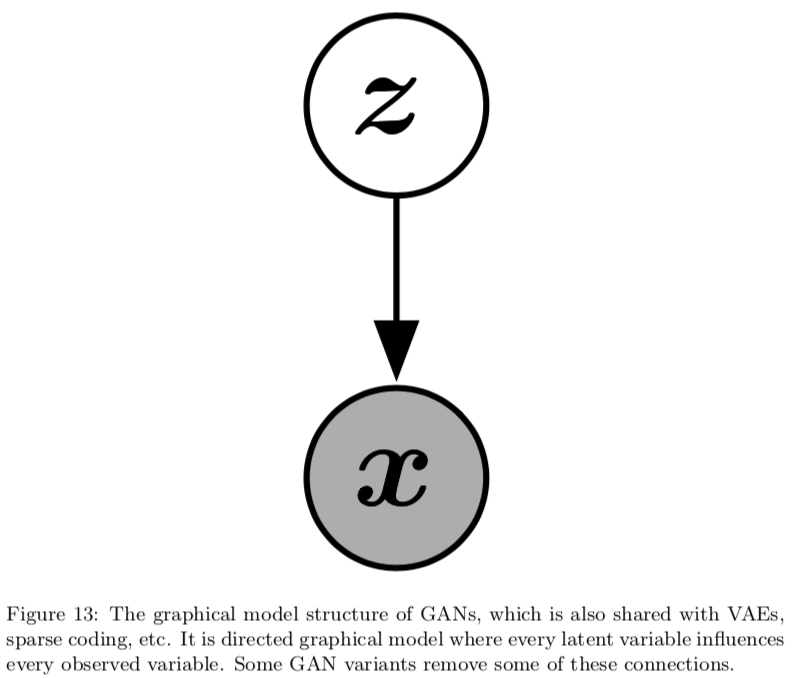 z
x
Figure 13: The graphical model structure of GANs, which is also shared with VAEs,
sparse coding, etc. It is directed graphical model where every latent variable influences
every observed variable. Some GAN variants remove some of these connections.